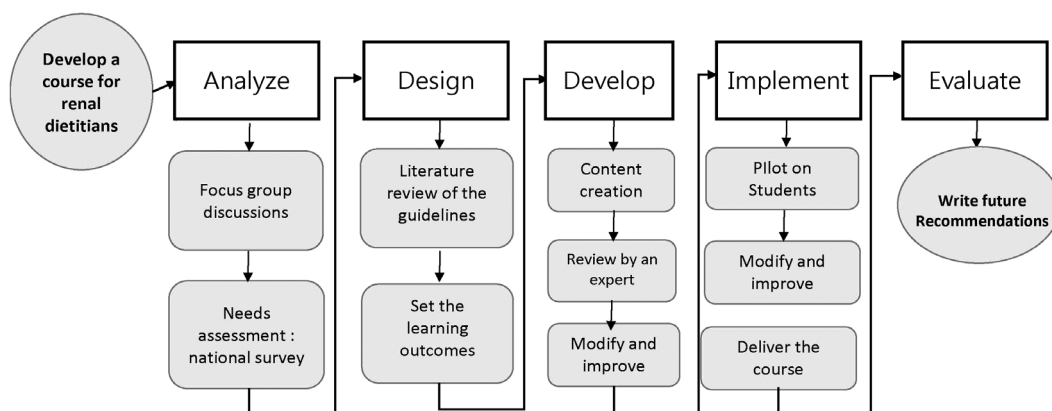 Develop a
course for
renal
dietitians
Analyze
Focus group
discussions
Needs
assessment :
national survey
Design
Literature
review of the
guidelines
Set the
learning
outcomes
Develop
Content
creation
Review by an
expert
Modify and
improve
Implement
PIlot on
Students
Modify and
improve
Deliver the
course
Evaluate
Write future
Recommendations